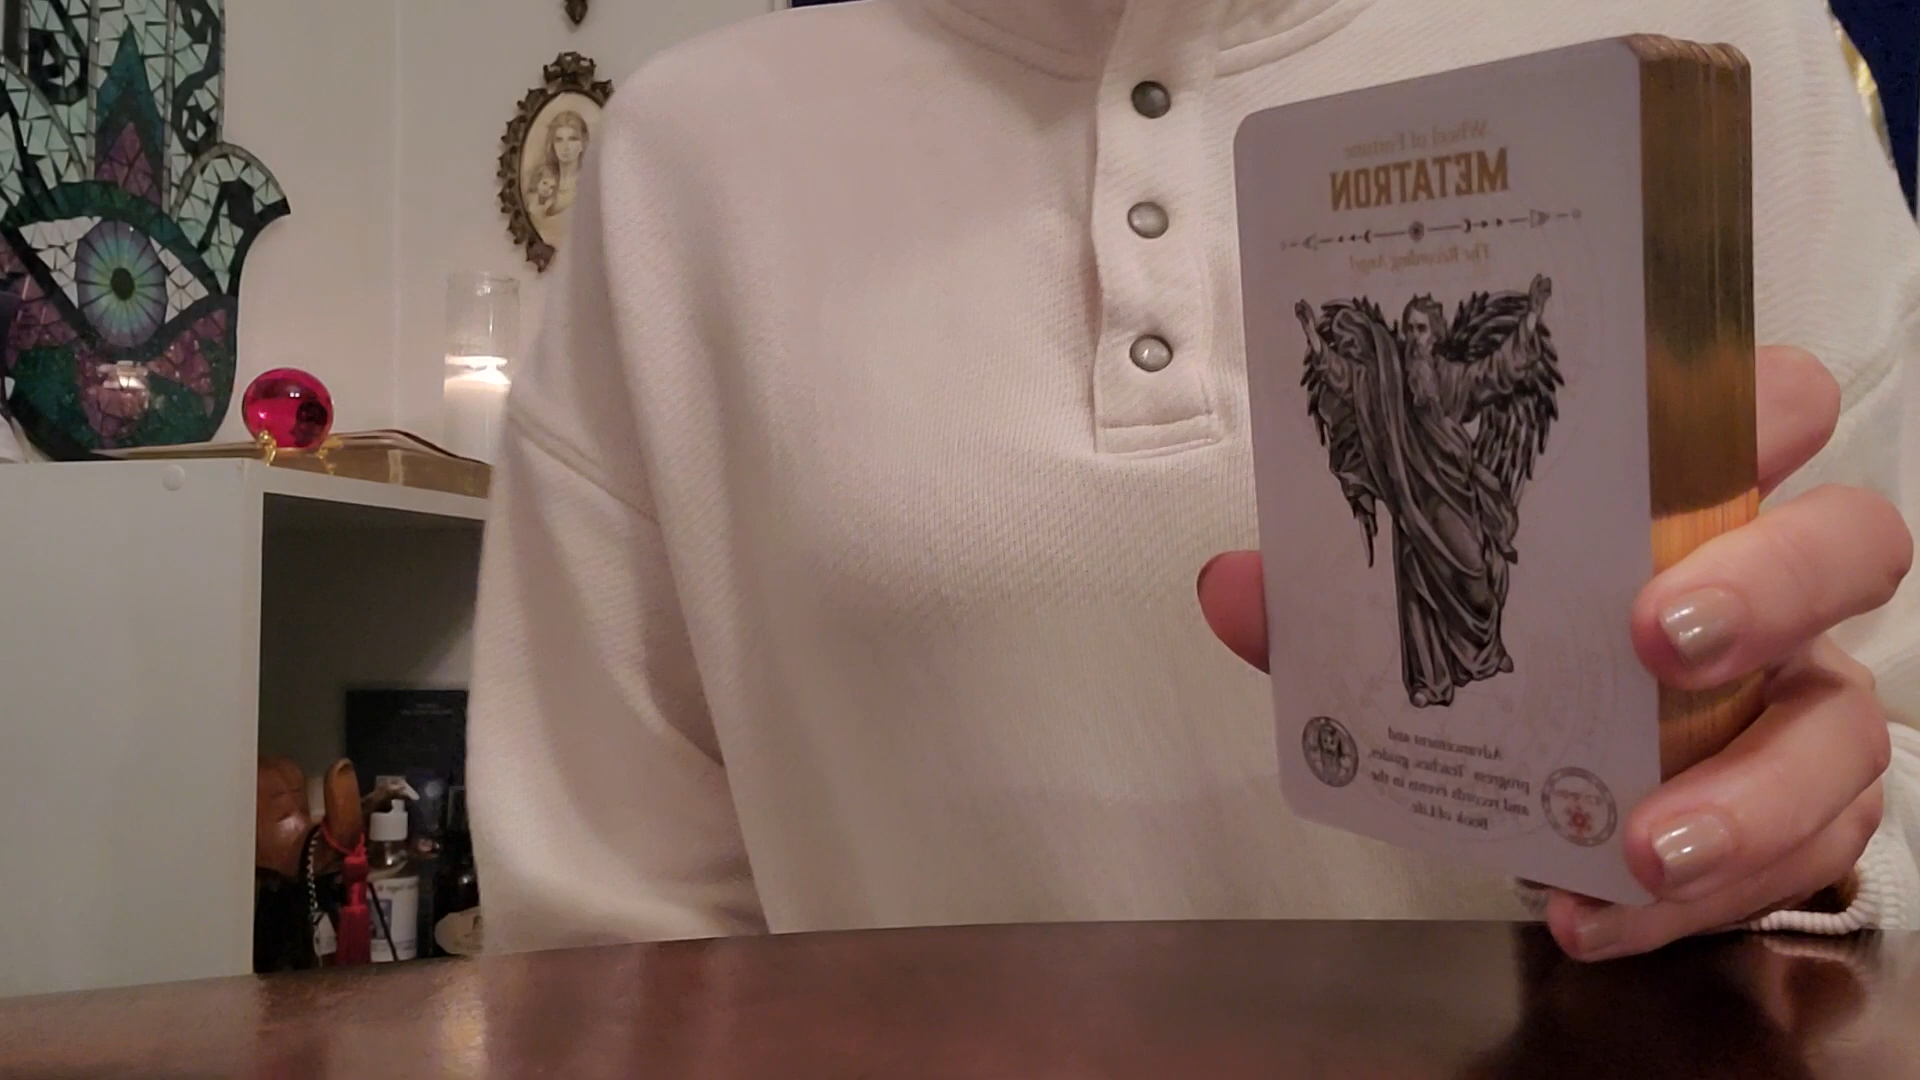 Wheel of Fortune
METATRON
The Recording Angel
Advancement and
progress. Teaches, guides,
and records events in the
Book of Life.